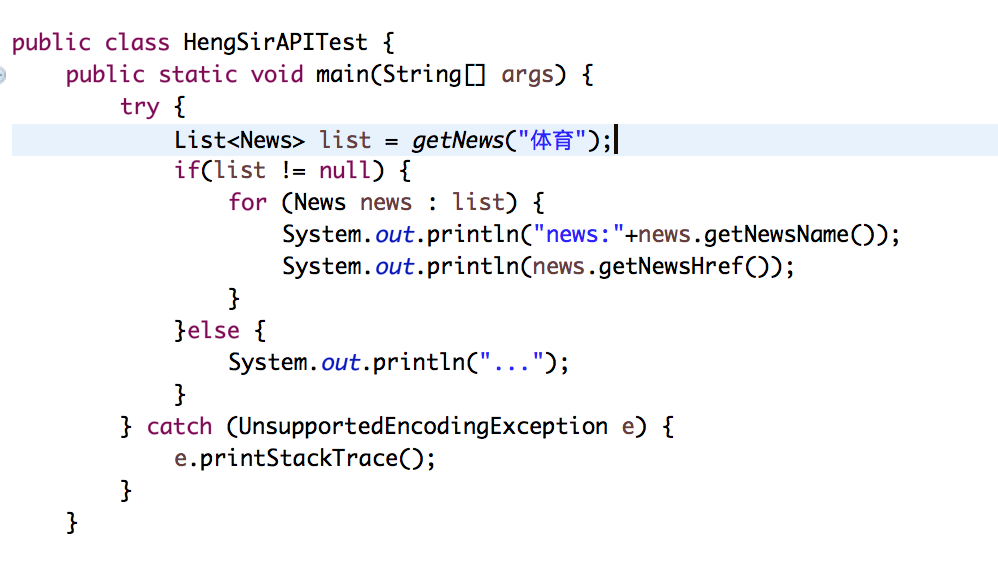 public class HengSirAPITest {
    public static void main(String[] args) {
        try {
            List<News> list = getNews("体育");
            if(list != null) {
                for (News news : list) {
                    System.out.println("news:"+news.getNewsName());
                    System.out.println(news.getNewsHref());
                }
            }else {
                System.out.println("...");
            }
        } catch (UnsupportedEncodingException e) {
            e.printStackTrace();
        }
    }